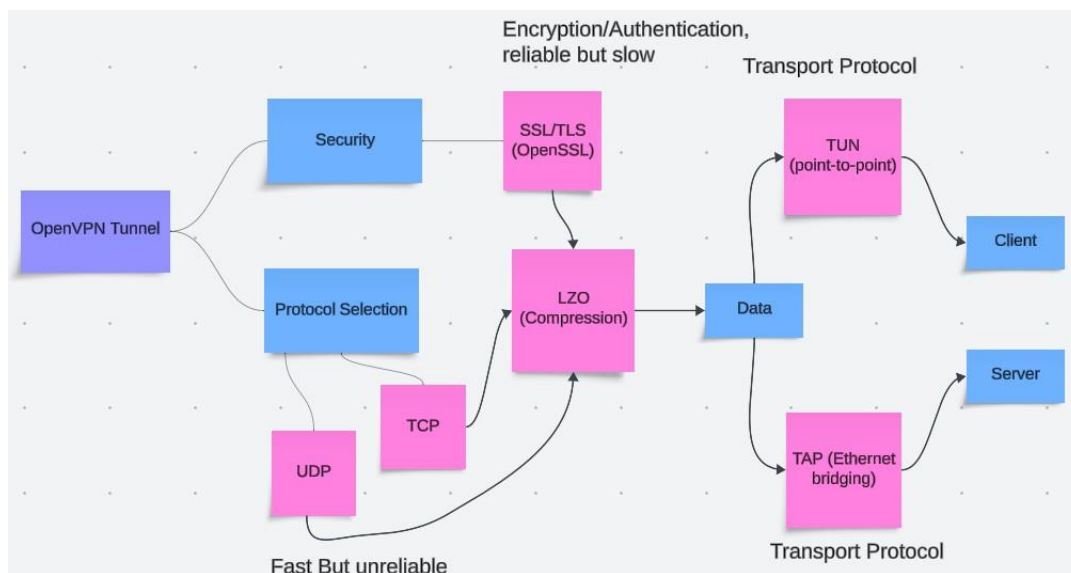 Encryption/Authentication,
reliable but slow
Transport Protocol
Security
SSL/TLS
(OpenSSL)
TUN
(point-to-point)
OpenVPN Tunnel
Client
Protocol Selection
LZO
(Compression)
Data
Server
TCP
UDP
TAP (Ethernet
bridging)
Fast But unreliable
Transport Protocol